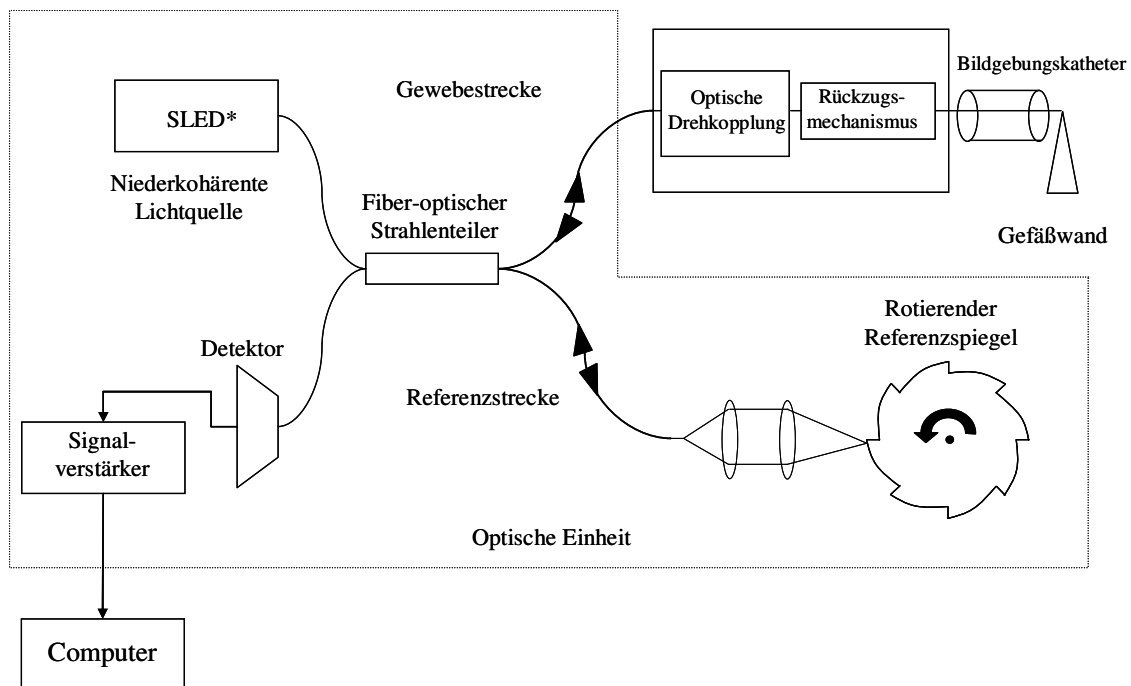 SLED*
Niederkohärente
Lichtquelle
Gewebestrecke
Fiber-optischer
Strahlenteiler
Optische
Drehkopplung
Rückzugs-
mechanismus
Bildgebungskatheter
Gefäßwand
Rotierender
Referenzspiegel
Detektor
Referenzstrecke
Signal-
verstärker
Optische Einheit
Computer